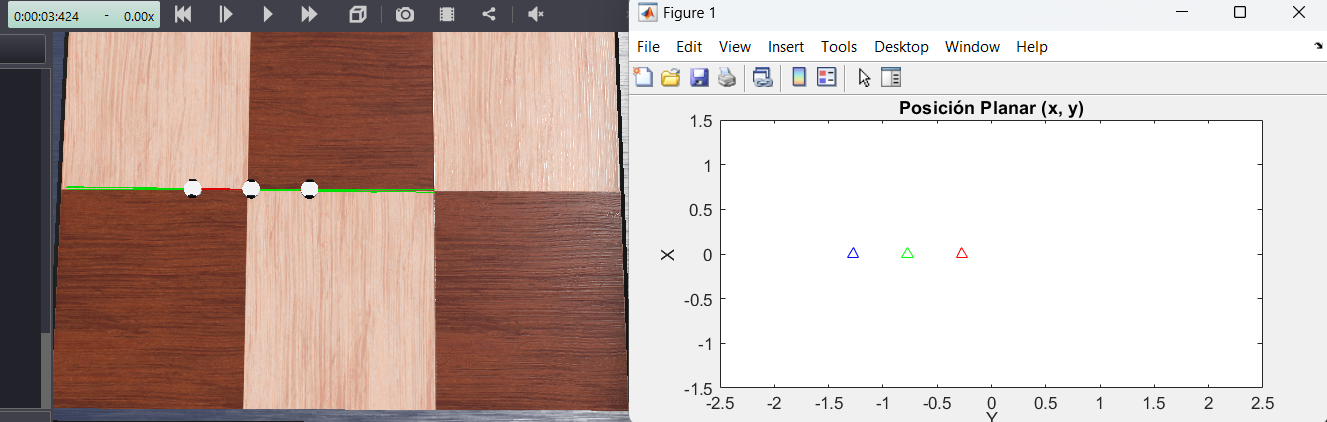 0:00:03:424 - 0.00x
Figure 1
File Edit View Insert Tools Desktop Window Help
Posición Planar (x, y)
1.5
1
0.5
0
-0.5
-1
-1.5
X
-2.5 -2 -1.5 -1 -0.5 0 0.5 1 1.5 2 2.5
Y